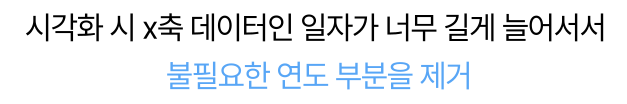 시각화 시 x축 데이터인 일자가 너무 길게 늘어서서
불필요한 연도 부분을 제거